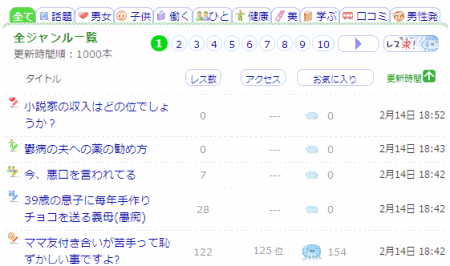 全て 話題 男女 子供 働く ひと 健康 美 学ぶ 口コミ 男性発
全ジャンル一覧
更新時間順：1000本
1 2 3 4 5 6 7 8 9 10
タイトル レス数 アクセス お気に入り 更新時間
小説家の収入はどの位でしょ
うか？
0 --- 0 2月14日 18:52
鬱病の夫への薬の勧め方 0 --- 0 2月14日 18:43
今、悪口を言われてる 7 --- 0 2月14日 18:42
39歳の息子に毎年手作り
チョコを送る義母(愚痴)
28 --- 0 2月14日 18:42
ママ友付き合いが苦手って恥
ずかしい事ですよ?
122 125位 154 2月14日 18:42